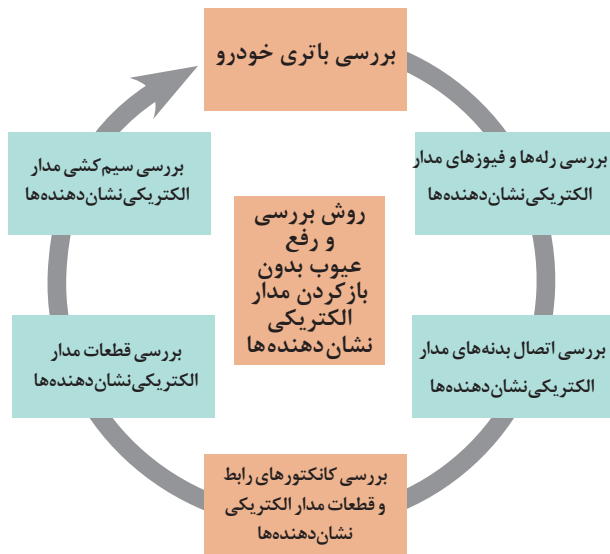 بررسی باتری خودرو
بررسی رله‌ها و فیوزهای مدار
الکتریکی نشان‌دهنده‌ها
بررسی اتصال بدنه‌های مدار
الکتریکی نشان‌دهنده‌ها
بررسی کانکتورهای رابط
و قطعات مدار الکتریکی
نشان‌دهنده‌ها
بررسی قطعات مدار
الکتریکی نشان‌دهنده‌ها
بررسی سیم‌کشی مدار
الکتریکی نشان‌دهنده‌ها
روش بررسی
و رفع
عیوب بدون
بازکردن مدار
الکتریکی
نشان‌دهنده‌ها